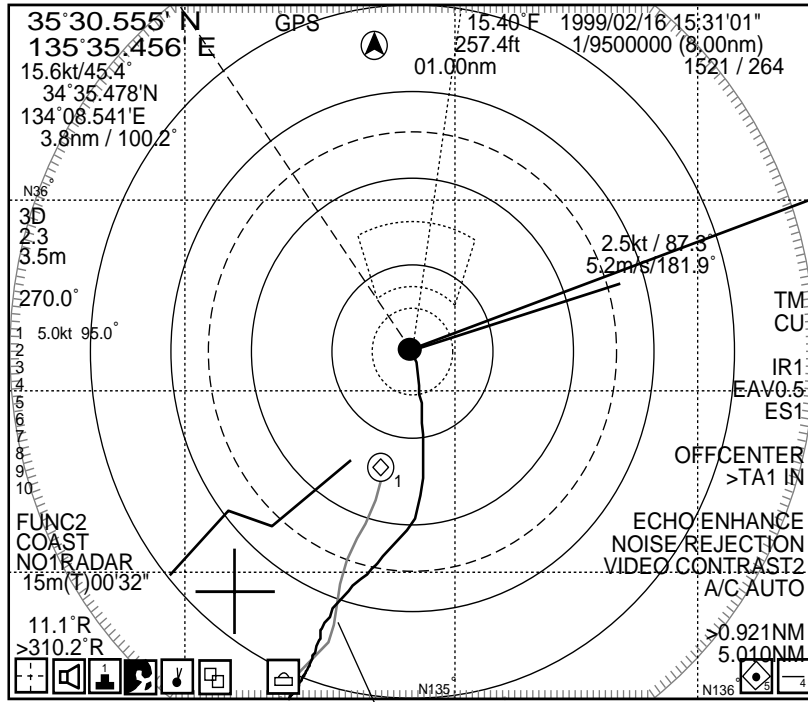 35°30.555' N
135°35.456' E
GPS
15.40°F
257.4ft
01.00nm
1999/02/16 15:31'01"
1/9500000 (8.00nm)
1521 / 264
15.6kt/45.4°
34°35.478'N
134°08.541'E
3.8nm / 100.2°
N36°
3D
2.3
3.5m
2.5kt / 87.3°
5.2m/s/181.9°
270.0°
TM
CU
1 5.0kt 95.0°
2
3
4
5
6
7
8
9
10
IR1
EAV0.5
ES1
OFFCENTER
>TA1 IN
1
FUNC2
COAST
NO1RADAR
15m(T)00'32"
ECHO ENHANCE
NOISE REJECTION
VIDEO CONTRAST2
A/C AUTO
11.1°R
>310.2°R
>0.921NM
5.010NM
1
N135°
N136°
5
4